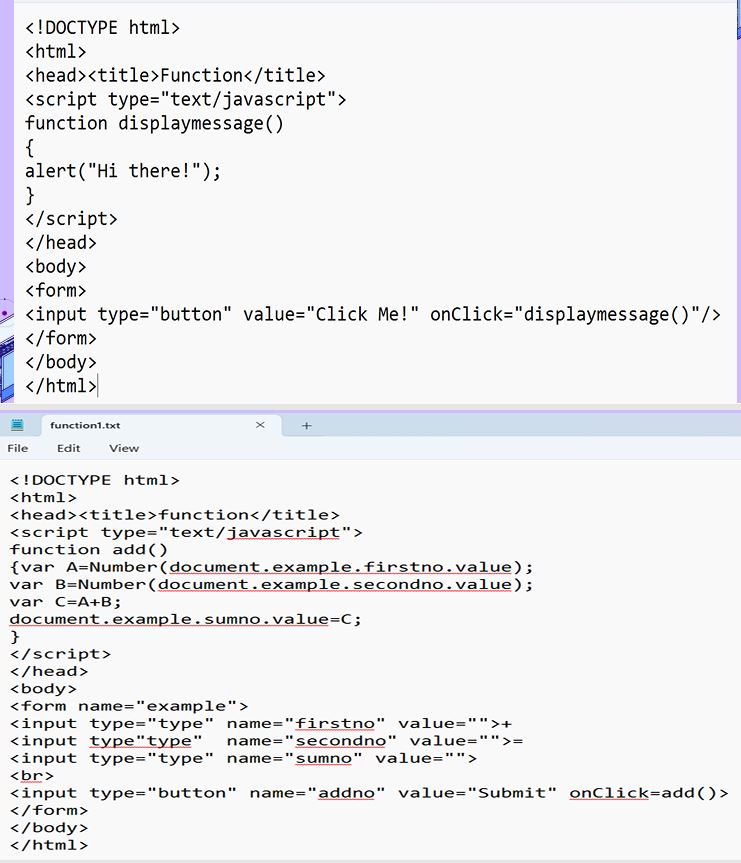 <!DOCTYPE html>
<html>
<head><title>Function</title>
<script type="text/javascript">
function displaymessage()
{
alert("Hi there!");
}
</script>
</head>
<body>
<form>
<input type="button" value="Click Me!" onClick="displaymessage()"/>
</form>
</body>
</html>
function1.txt
File Edit View
<!DOCTYPE html>
<html>
<head><title>function</title>
<script type="text/javascript">
function add()
{var A=Number(document.example.firstno.value);
var B=Number(document.example.secondno.value);
var C=A+B;
document.example.sumno.value=C;
}
</script>
</head>
<body>
<form name="example">
<input type="type" name="firstno" value="">+
<input type"type"  name="secondno" value="">=
<input type="type" name="sumno" value="">
<br>
<input type="button" name="addno" value="Submit" onClick=add()>
</form>
</body>
</html>